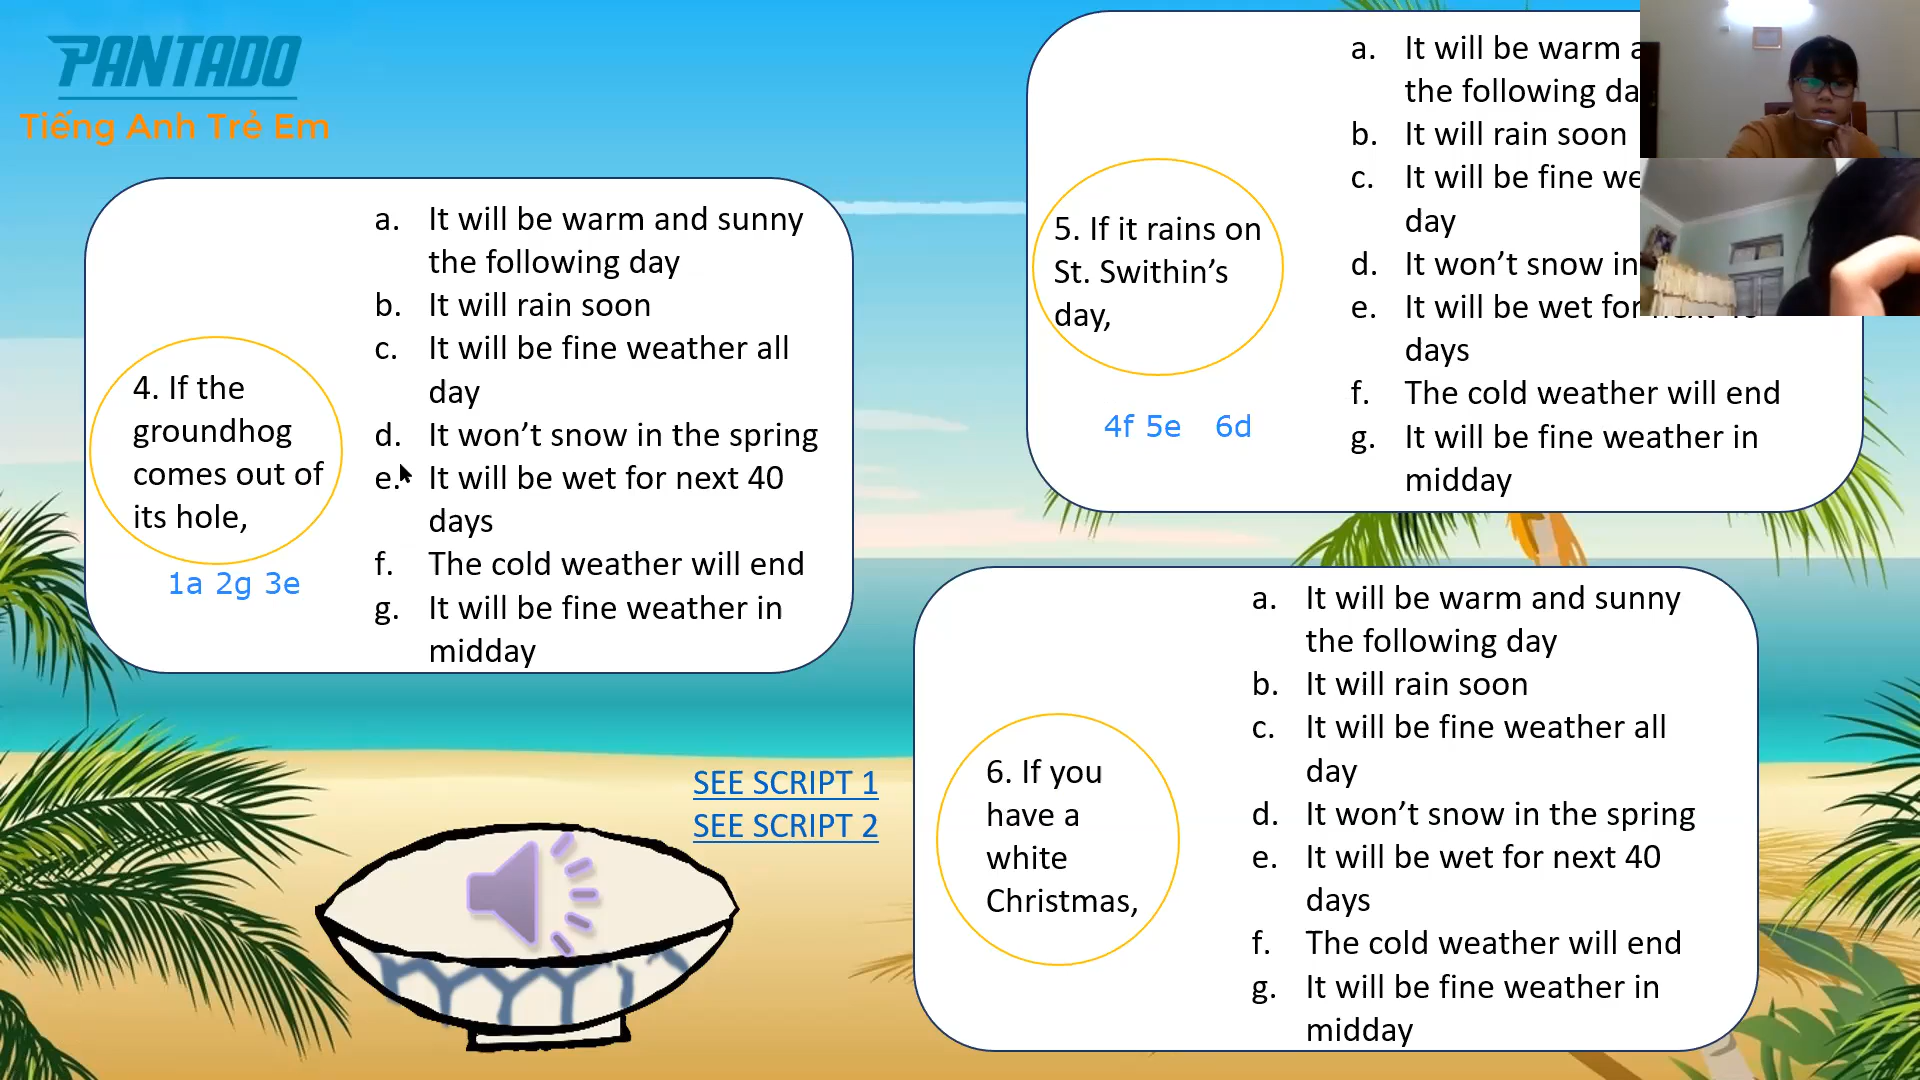 PANTADO
Tiếng Anh Trẻ Em
4. If the
groundhog
comes out of
its hole,
1a 2g 3e
a. It will be warm and sunny
the following day
b. It will rain soon
c. It will be fine weather all
day
d. It won’t snow in the spring
e. It will be wet for next 40
days
f. The cold weather will end
g. It will be fine weather in
midday
5. If it rains on
St. Swithin’s
day,
4f 5e 6d
a. It will be warm
the following
b. It will rain soon
c. It will be fine
day
d. It won’t snow in
e. It will be wet for
days
f. The cold weather will end
g. It will be fine weather in
midday
SEE SCRIPT 1
SEE SCRIPT 2
6. If you
have a
white
Christmas,
a. It will be warm and sunny
the following day
b. It will rain soon
c. It will be fine weather all
day
d. It won’t snow in the spring
e. It will be wet for next 40
days
f. The cold weather will end
g. It will be fine weather in
midday